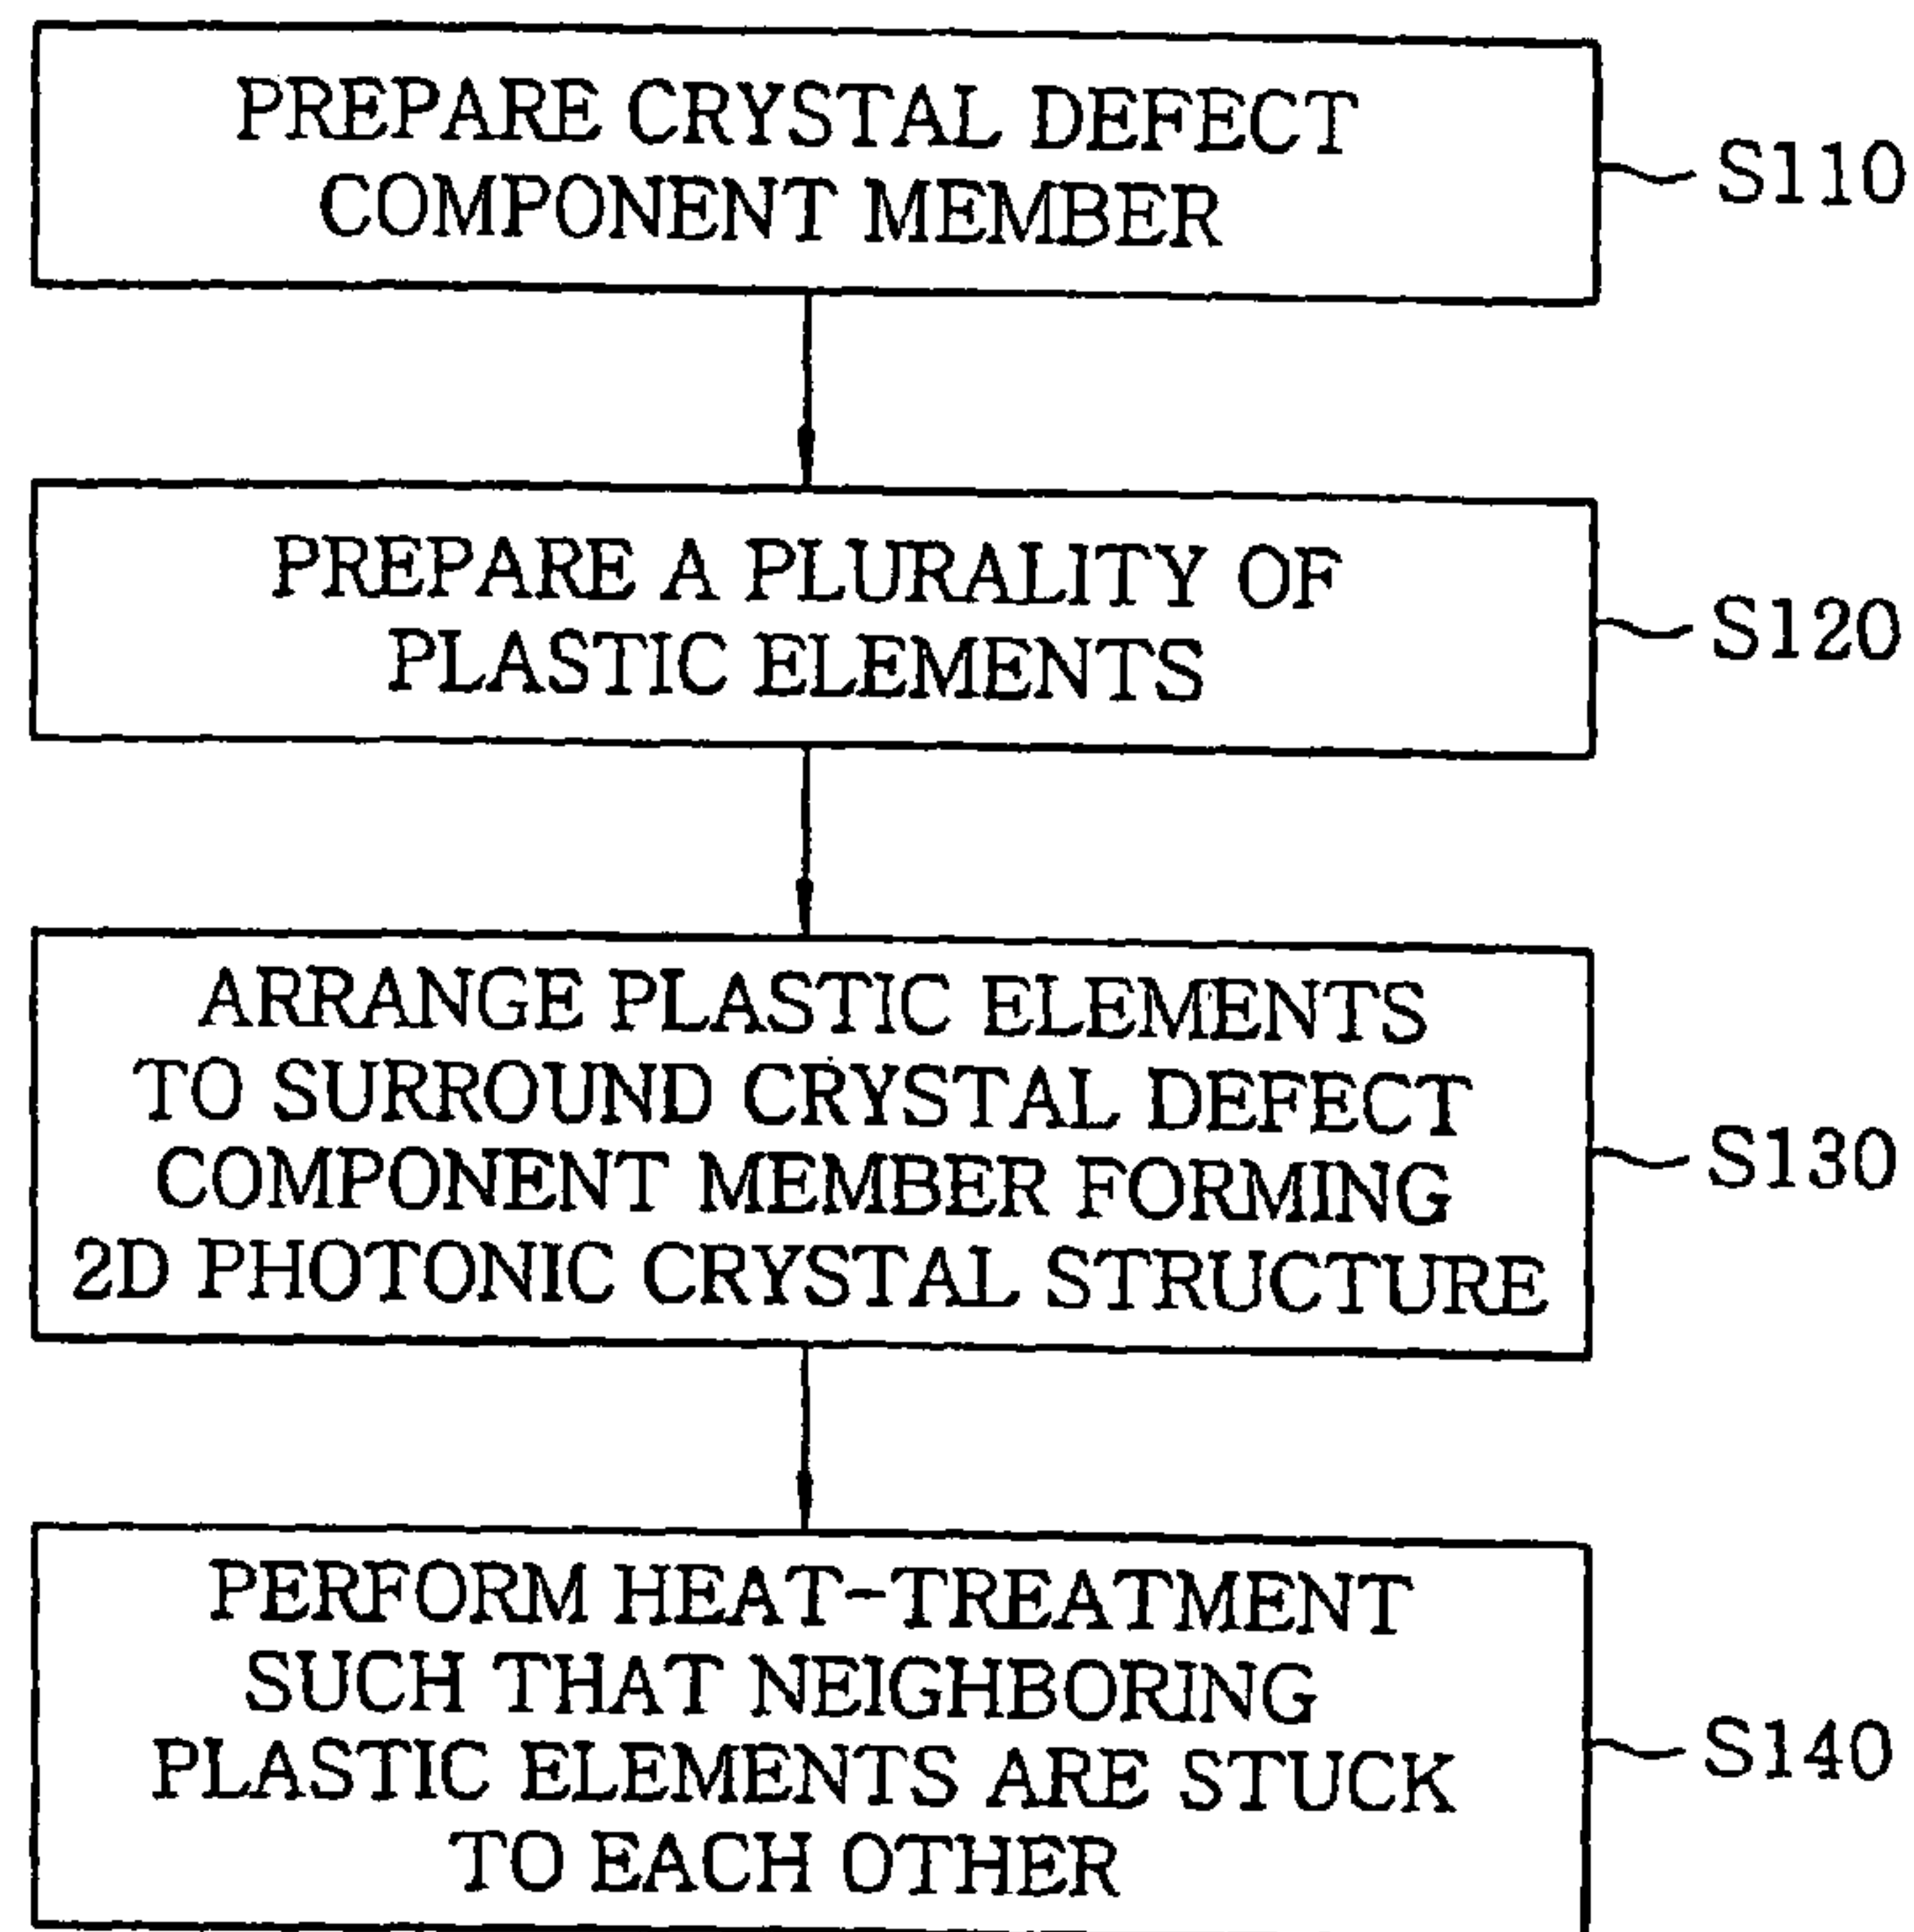 PREPARE CRYSTAL DEFECT
COMPONENT MEMBER
S110
PREPARE A PLURALITY OF
PLASTIC ELEMENTS
S120
ARRANGE PLASTIC ELEMENTS
TO SURROUND CRYSTAL DEFECT
COMPONENT MEMBER FORMING
2D PHOTONIC CRYSTAL STRUCTURE
S130
PERFORM HEAT-TREATMENT
SUCH THAT NEIGHBORING
PLASTIC ELEMENTS ARE STUCK
TO EACH OTHER
S140